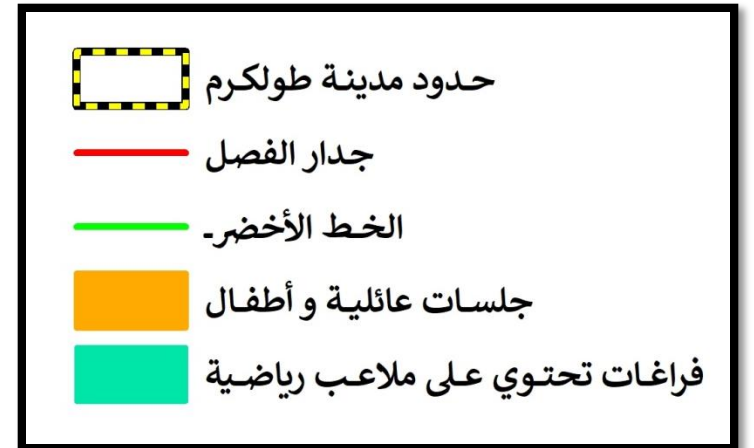 حدود مدينة طولكرم
جدار الفصل
الخط الأخضر
جلسات عائلية و أطفال
فراغات تحتوي على ملاعب رياضية